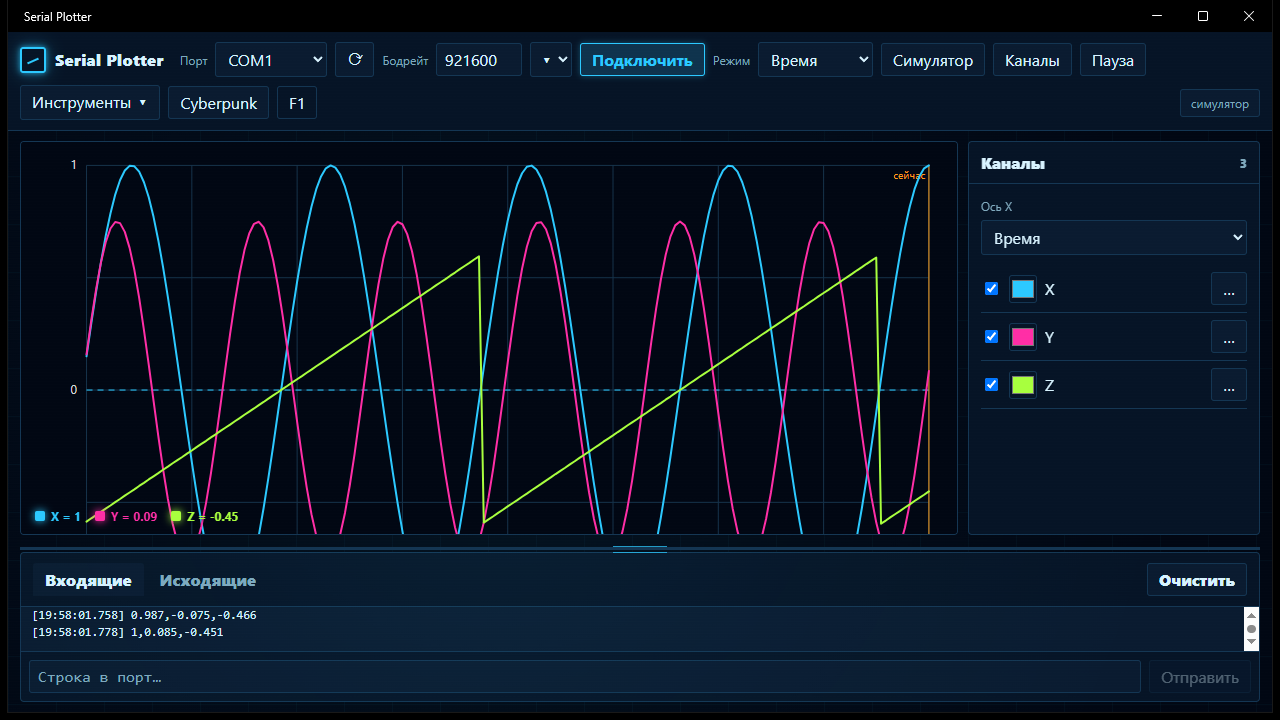 Serial Plotter
Serial Plotter Порт COM1 Бодрейт 921600 Подключить Режим Время Симулятор Каналы Пауза
Инструменты ▼ Cyberpunk F1 симулятор
1
сейчас
0
X = 1 Y = 0.09 Z = -0.45
Каналы 3
Ось X
Время
X ...
Y ...
Z ...
Входящие Исходящие Очистить
[19:58:01.758] 0.987,-0.075,-0.466
[19:58:01.778] 1,0.085,-0.451
Строка в порт… Отправить